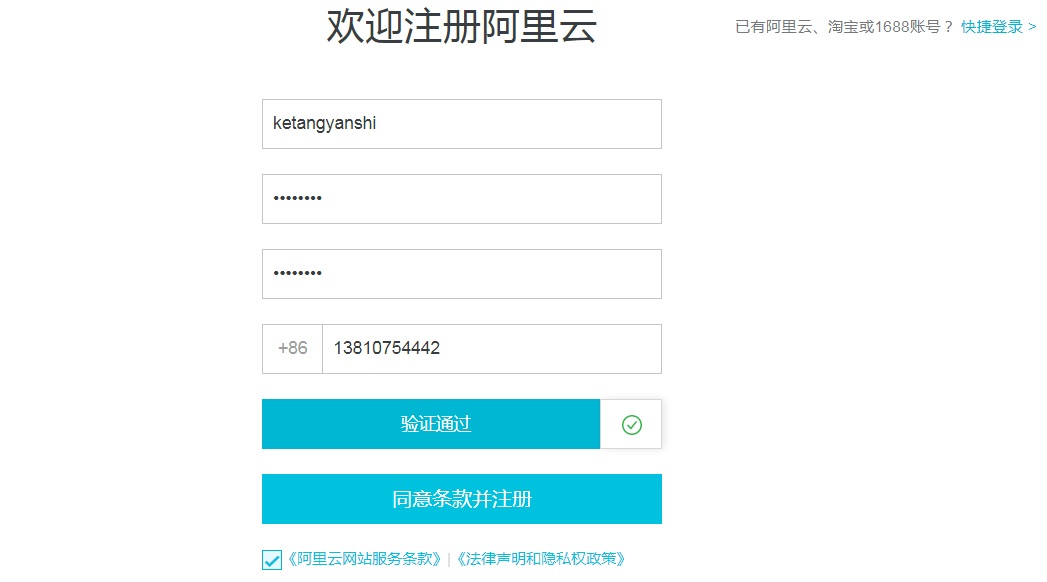 欢迎注册阿里云
已有阿里云、淘宝或1688账号？ 快捷登录 >
ketangyanshi
••••••••
••••••••
+86 13810754442
验证通过
同意条款并注册
《阿里云网站服务条款》 | 《法律声明和隐私权政策》